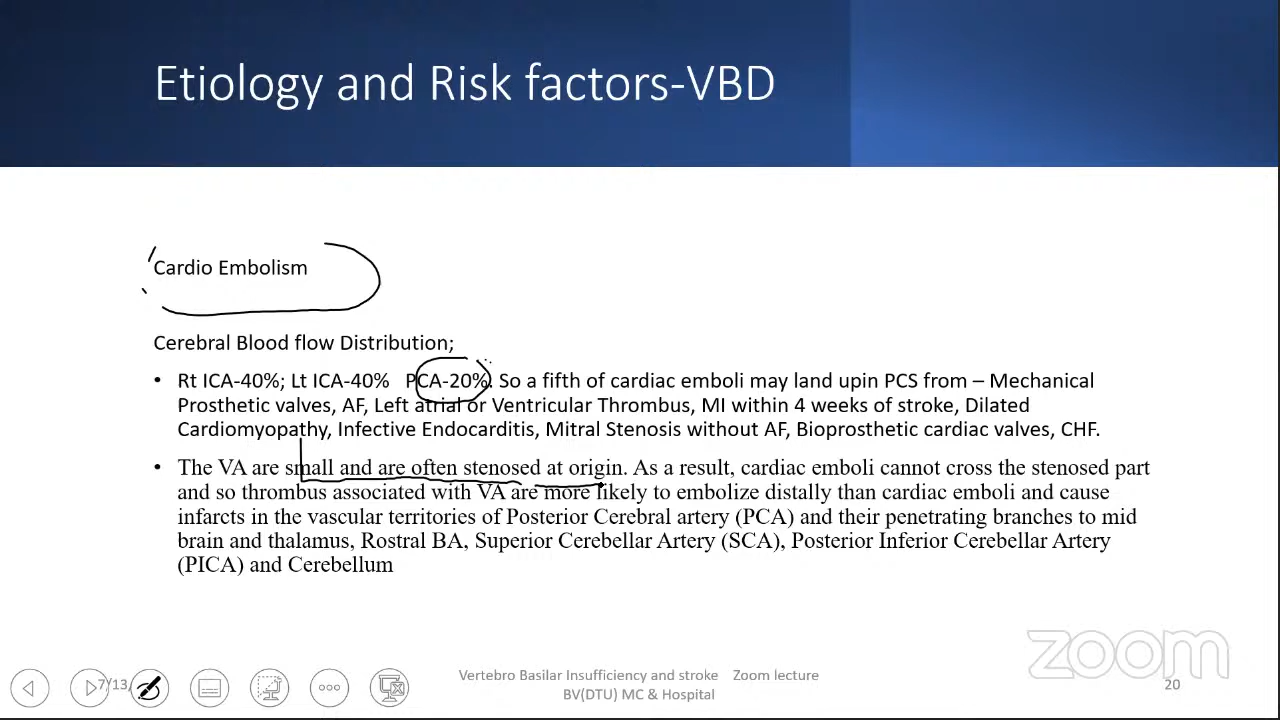 Etiology and Risk factors-VBD
Cardio Embolism
Cerebral Blood flow Distribution;
• Rt ICA-40%; Lt ICA-40% PCA-20%. So a fifth of cardiac emboli may land upin PCS from – Mechanical
Prosthetic valves, AF, Left atrial or Ventricular Thrombus, MI within 4 weeks of stroke, Dilated
Cardiomyopathy, Infective Endocarditis, Mitral Stenosis without AF, Bioprosthetic cardiac valves, CHF.
• The VA are small and are often stenosed at origin. As a result, cardiac emboli cannot cross the stenosed part
and so thrombus associated with VA are more likely to embolize distally than cardiac emboli and cause
infarcts in the vascular territories of Posterior Cerebral artery (PCA) and their penetrating branches to mid
brain and thalamus, Rostral BA, Superior Cerebellar Artery (SCA), Posterior Inferior Cerebellar Artery
(PICA) and Cerebellum
zoom
7/13/
Vertebro Basilar Insufficiency and stroke Zoom lecture
BV(DTU) MC & Hospital
20